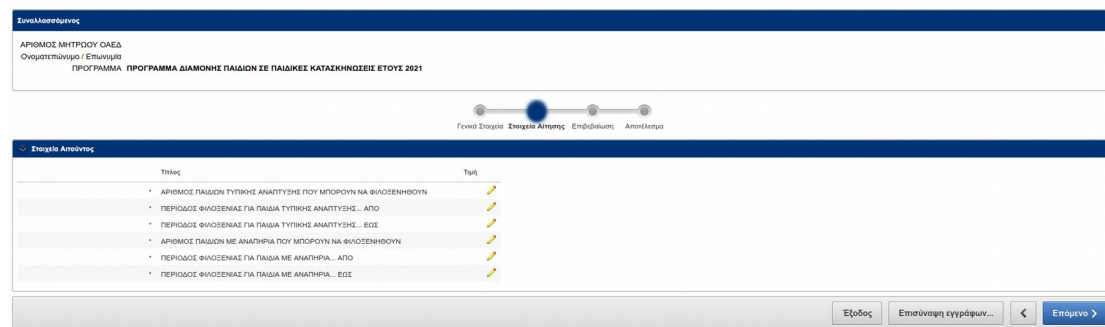 Συναλλασσόμενος
ΑΡΙΘΜΟΣ ΜΗΤΡΩΟΥ ΟΑΕΔ
Ονοματεπώνυμο / Επωνυμία
ΠΡΟΓΡΑΜΜΑ ΠΡΟΓΡΑΜΜΑ ΔΙΑΜΟΝΗΣ ΠΑΙΔΙΩΝ ΣΕ ΠΑΙΔΙΚΕΣ ΚΑΤΑΣΚΗΝΩΣΕΙΣ ΕΤΟΥΣ 2021
Γενικά Στοιχεία Στοιχεία Αίτησης Επιβεβαίωση Αποτέλεσμα
Στοιχεία Αιτούντος
Τίτλος Τιμή
* ΑΡΙΘΜΟΣ ΠΑΙΔΙΩΝ ΤΥΠΙΚΗΣ ΑΝΑΠΤΥΞΗΣ ΠΟΥ ΜΠΟΡΟΥΝ ΝΑ ΦΙΛΟΞΕΝΗΘΟΥΝ
* ΠΕΡΙΟΔΟΣ ΦΙΛΟΞΕΝΙΑΣ ΓΙΑ ΠΑΙΔΙΑ ΤΥΠΙΚΗΣ ΑΝΑΠΤΥΞΗΣ... ΑΠΟ
* ΠΕΡΙΟΔΟΣ ΦΙΛΟΞΕΝΙΑΣ ΓΙΑ ΠΑΙΔΙΑ ΤΥΠΙΚΗΣ ΑΝΑΠΤΥΞΗΣ... ΕΩΣ
* ΑΡΙΘΜΟΣ ΠΑΙΔΙΩΝ ΜΕ ΑΝΑΠΗΡΙΑ ΠΟΥ ΜΠΟΡΟΥΝ ΝΑ ΦΙΛΟΞΕΝΗΘΟΥΝ
* ΠΕΡΙΟΔΟΣ ΦΙΛΟΞΕΝΙΑΣ ΓΙΑ ΠΑΙΔΙΑ ΜΕ ΑΝΑΠΗΡΙΑ... ΑΠΟ
* ΠΕΡΙΟΔΟΣ ΦΙΛΟΞΕΝΙΑΣ ΓΙΑ ΠΑΙΔΙΑ ΜΕ ΑΝΑΠΗΡΙΑ... ΕΩΣ
Έξοδος Επισύναψη εγγράφων... Επόμενο